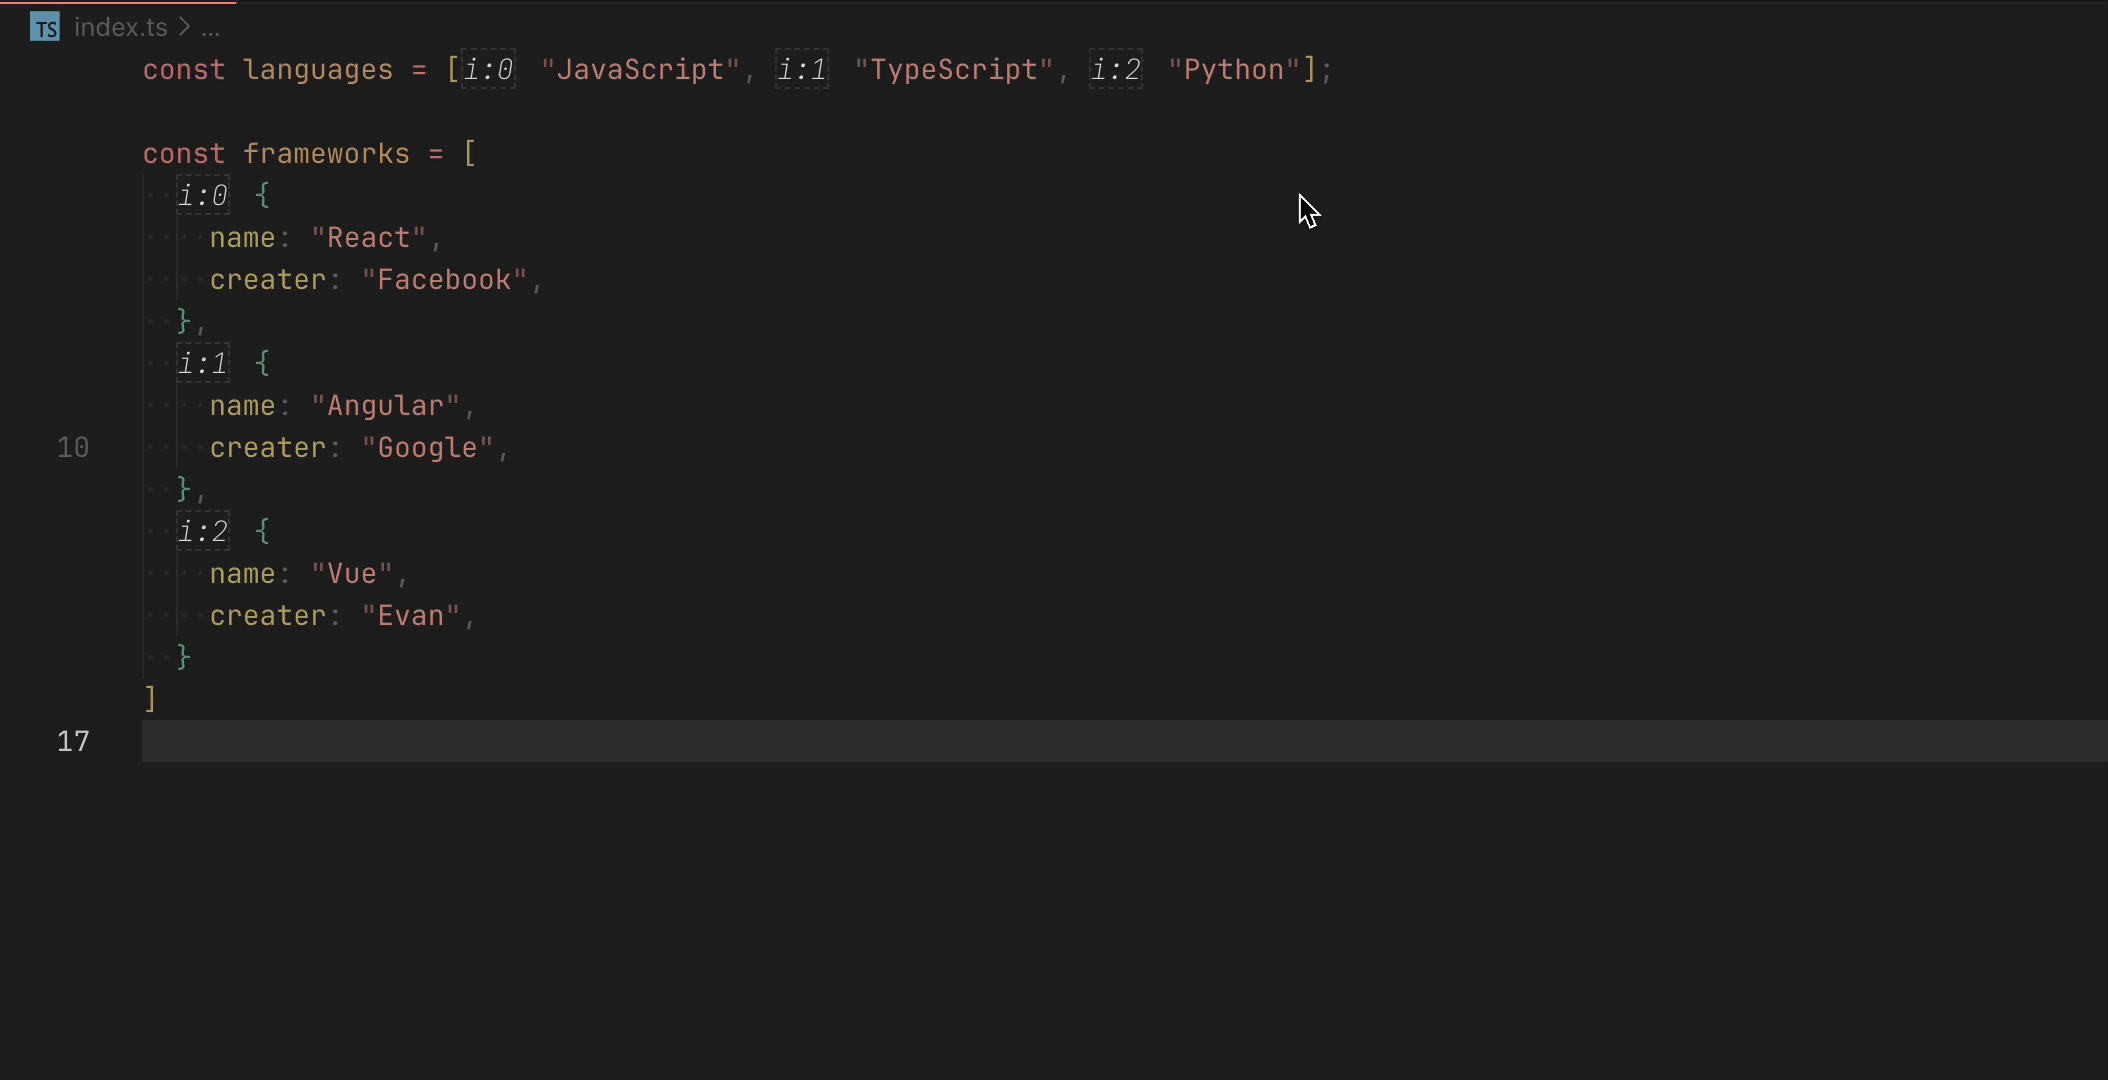 TS index.ts > ...
const languages = [i:0 "JavaScript", i:1 "TypeScript", i:2 "Python"];
const frameworks = [
i:0 {
name: "React",
creater: "Facebook",
},
i:1 {
name: "Angular",
10 creater: "Google",
},
i:2 {
name: "Vue",
creater: "Evan",
}
]
17